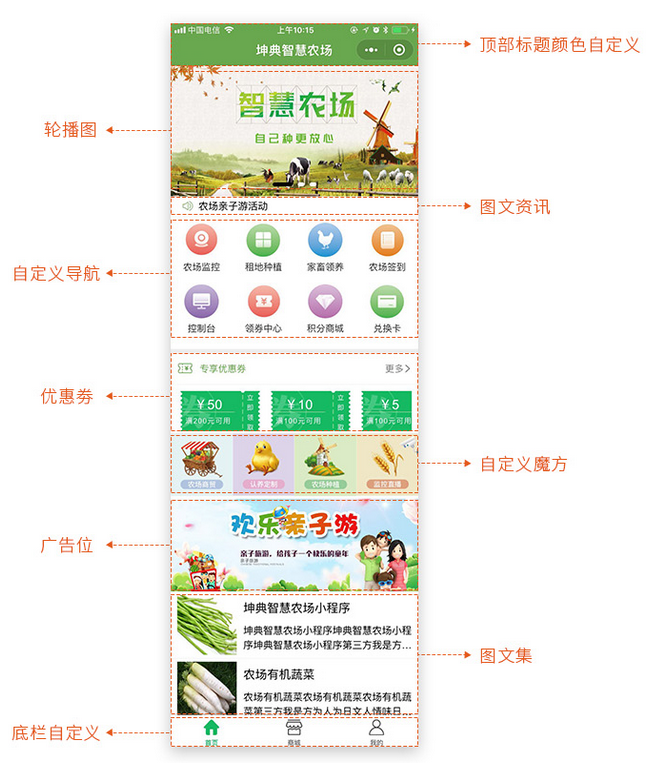 中国电信
上午10:15
坤典智慧农场
顶部标题颜色自定义
智慧农场
自己种更放心
轮播图
农场亲子游活动
图文资讯
农场监控
租地种植
家畜领养
农场签到
自定义导航
控制台
领券中心
积分商城
兑换卡
专享优惠券
更多
优惠券
券
¥50
满200元可用
立即领取
券
¥10
满100元可用
立即领取
券
¥5
满100元可用
农场商贸
认养定制
农场种植
监控直播
自定义魔方
欢乐亲子游
亲子旅游，给孩子一个快乐的童年
亲子旅游
广告位
坤典智慧农场小程序
坤典智慧农场小程序坤典智慧农场小程
序坤典智慧农场小程序第三方我是方...
图文集
农场有机蔬菜
农场有机蔬菜农场有机蔬菜农场有机蔬
菜第三方我是方为人为日文人情味日...
底栏自定义
首页
商城
我的